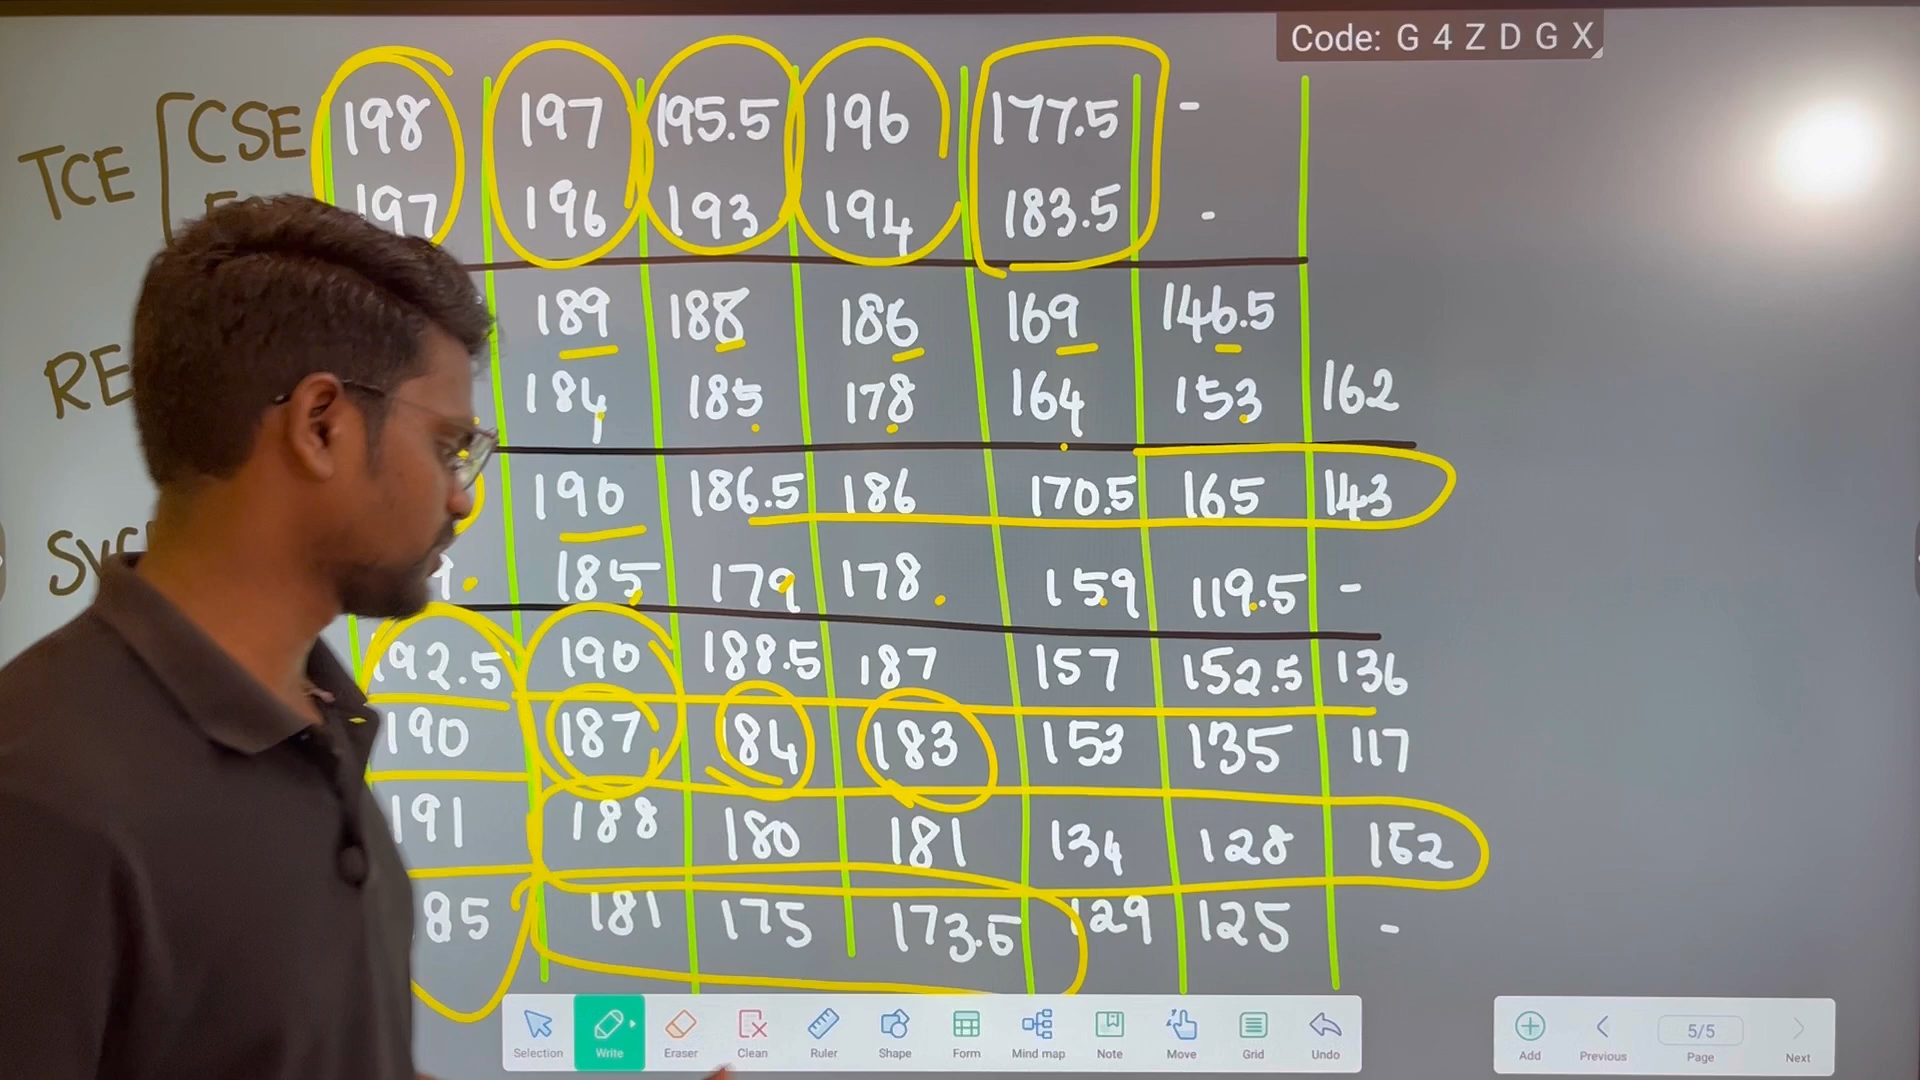 Code: G 4 Z D G X
TCE [ CSE 198 197 195.5 196 177.5 -
197 196 193 194 183.5 -
189 188 186 169 146.5
RE 184 185 178 164 153 162
190 186.5 186 170.5 165 143
185 179 178 159 119.5 -
192.5 190 188.5 187 157 152.5 136
190 187 184 183 153 135 117
191 188 180 181 134 128 152
85 181 175 173.5 129 125 -
Selection Write Eraser Clean Ruler Shape Form Mind map Note Move Grid Undo
Add Previous 5/5 Page Next